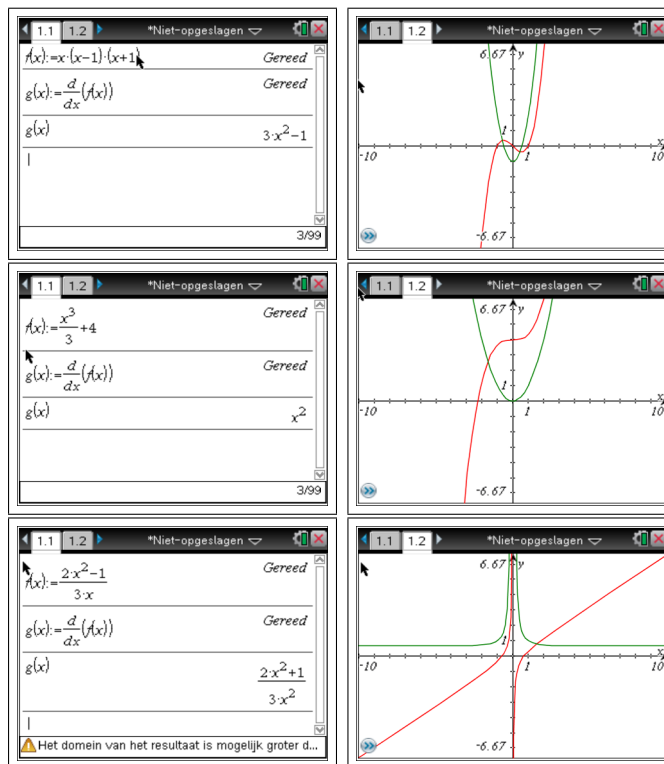 1.1 1.2 *Niet-opgeslagen
f(x):=x·(x−1)·(x+1) Gereed
g(x):=d/dx(f(x)) Gereed
g(x) 3·x²−1
3/99
1.1 1.2 *Niet-opgeslagen
6.67 y
1
x
-10 1 10
-6.67
1.1 1.2 *Niet-opgeslagen
f(x):=x³/3+4 Gereed
g(x):=d/dx(f(x)) Gereed
g(x) x²
3/99
1.1 1.2 *Niet-opgeslagen
6.67 y
1
x
-10 1 10
-6.67
1.1 1.2 *Niet-opgeslagen
f(x):=2·x²−1/3·x Gereed
g(x):=d/dx(f(x)) Gereed
g(x) 2·x²+1/3·x²
Het domein van het resultaat is mogelijk groter d...
1.1 1.2 *Niet-opgeslagen
6.67 y
1
x
-10 1 10
-6.67